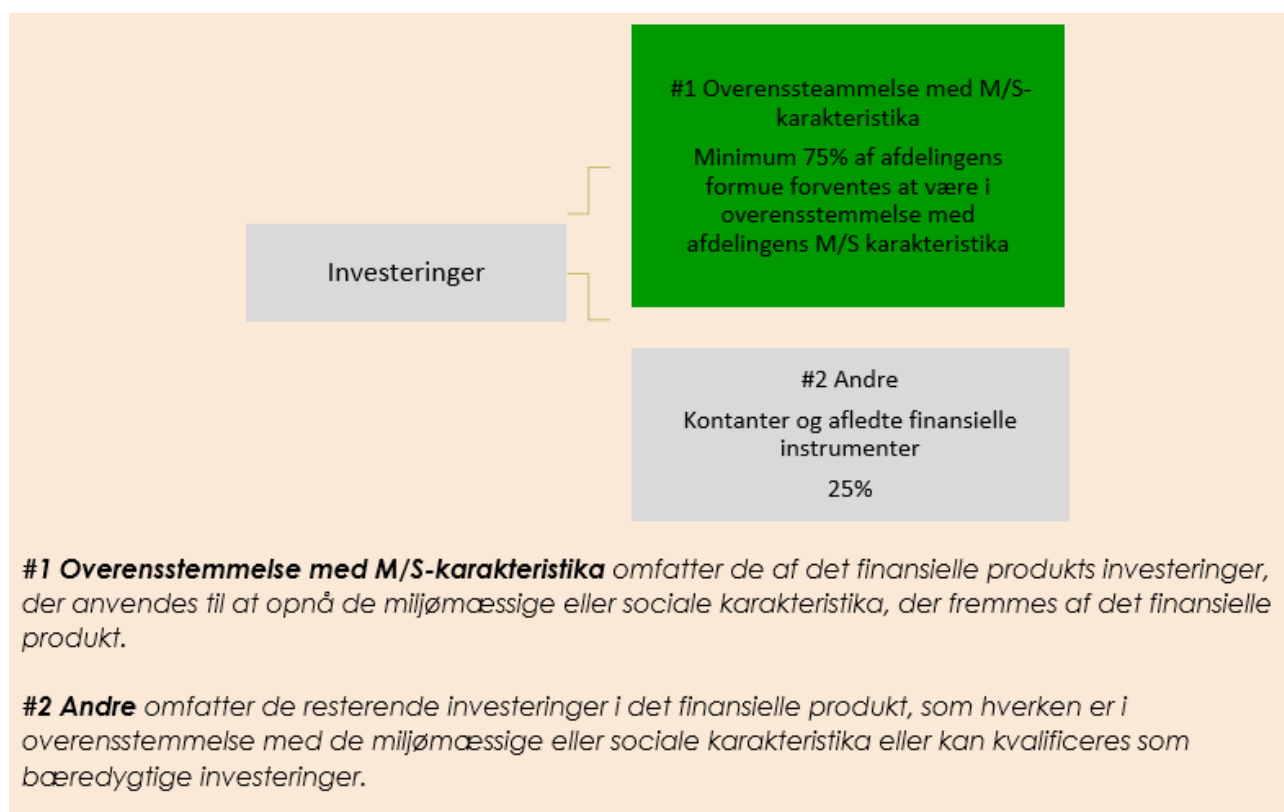 #1 Overenssteammelse med M/S-
karakteristika
Minimum 75% af afdelingens
formue forventes at være i
overensstemmelse med
afdelingens M/S karakteristika
Investeringer
#2 Andre
Kontanter og afledte finansielle
instrumenter
25%
#1 Overensstemmelse med M/S-karakteristika omfatter de af det finansielle produkts investeringer,
der anvendes til at opnå de miljømæssige eller sociale karakteristika, der fremmes af det finansielle
produkt.
#2 Andre omfatter de resterende investeringer i det finansielle produkt, som hverken er i
overensstemmelse med de miljømæssige eller sociale karakteristika eller kan kvalificeres som
bæredygtige investeringer.